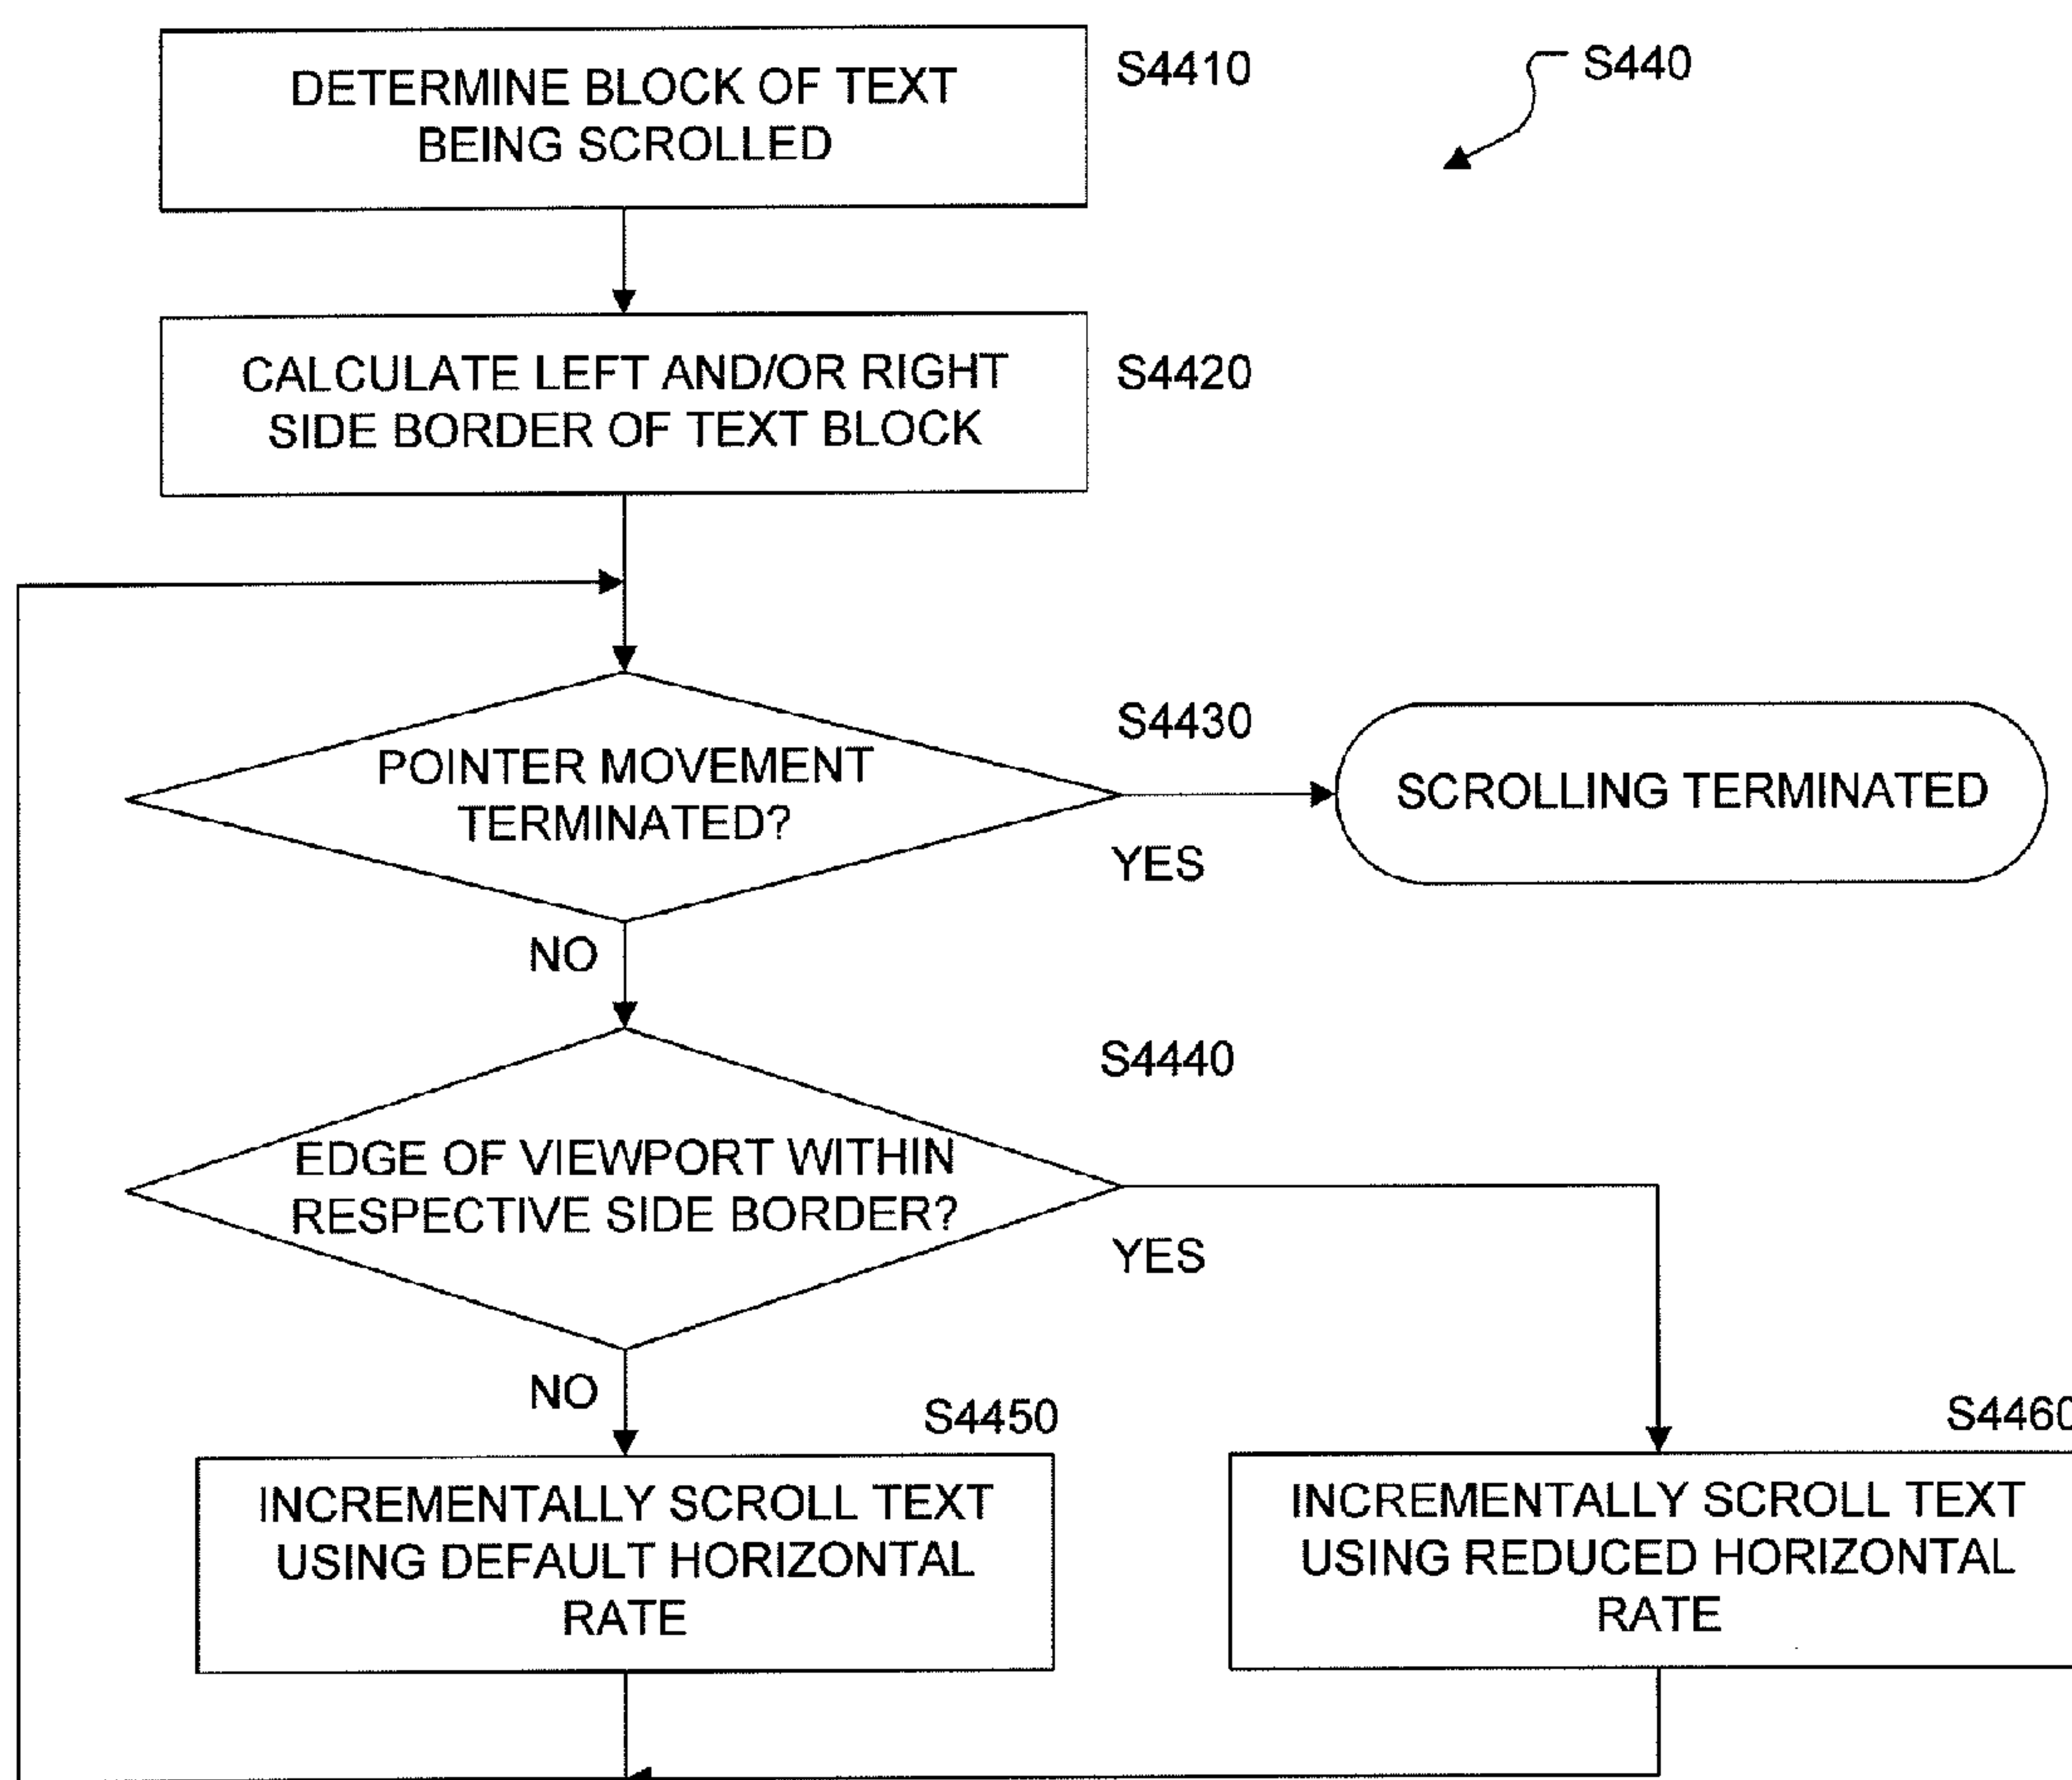 DETERMINE BLOCK OF TEXT
BEING SCROLLED
S4410
S440
CALCULATE LEFT AND/OR RIGHT
SIDE BORDER OF TEXT BLOCK
S4420
POINTER MOVEMENT
TERMINATED?
S4430
YES
SCROLLING TERMINATED
NO
EDGE OF VIEWPORT WITHIN
RESPECTIVE SIDE BORDER?
S4440
YES
NO
S4450
INCREMENTALLY SCROLL TEXT
USING DEFAULT HORIZONTAL
RATE
S4460
INCREMENTALLY SCROLL TEXT
USING REDUCED HORIZONTAL
RATE